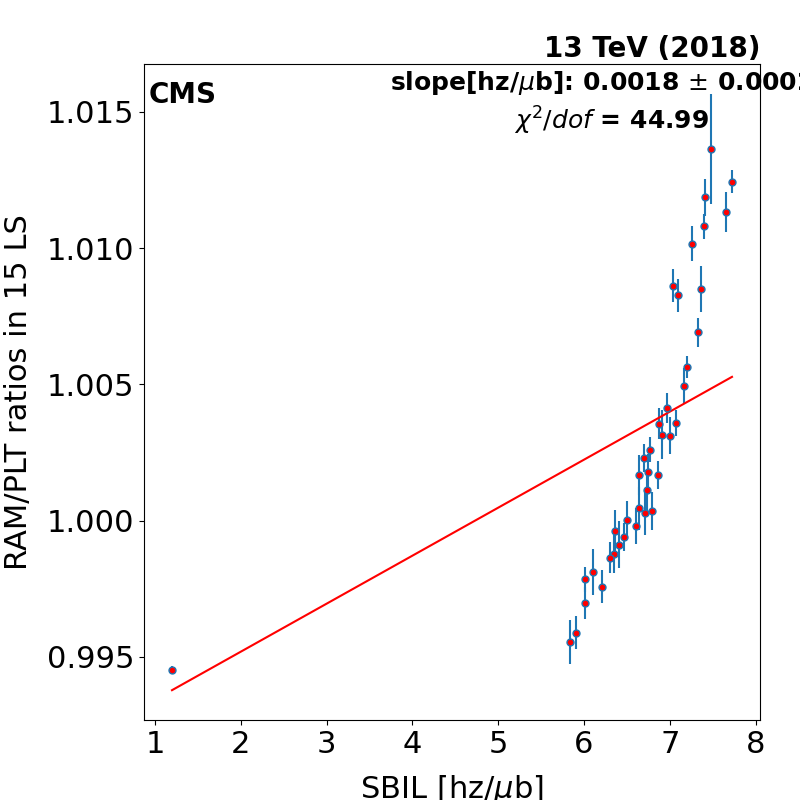 13 TeV (2018)
CMS
slope[hz/μb]: 0.0018 ± 0.000
χ²/dof = 44.99
RAM/PLT ratios in 15 LS
1.015
1.010
1.005
1.000
0.995
1 2 3 4 5 6 7 8
SBIL [hz/μb]